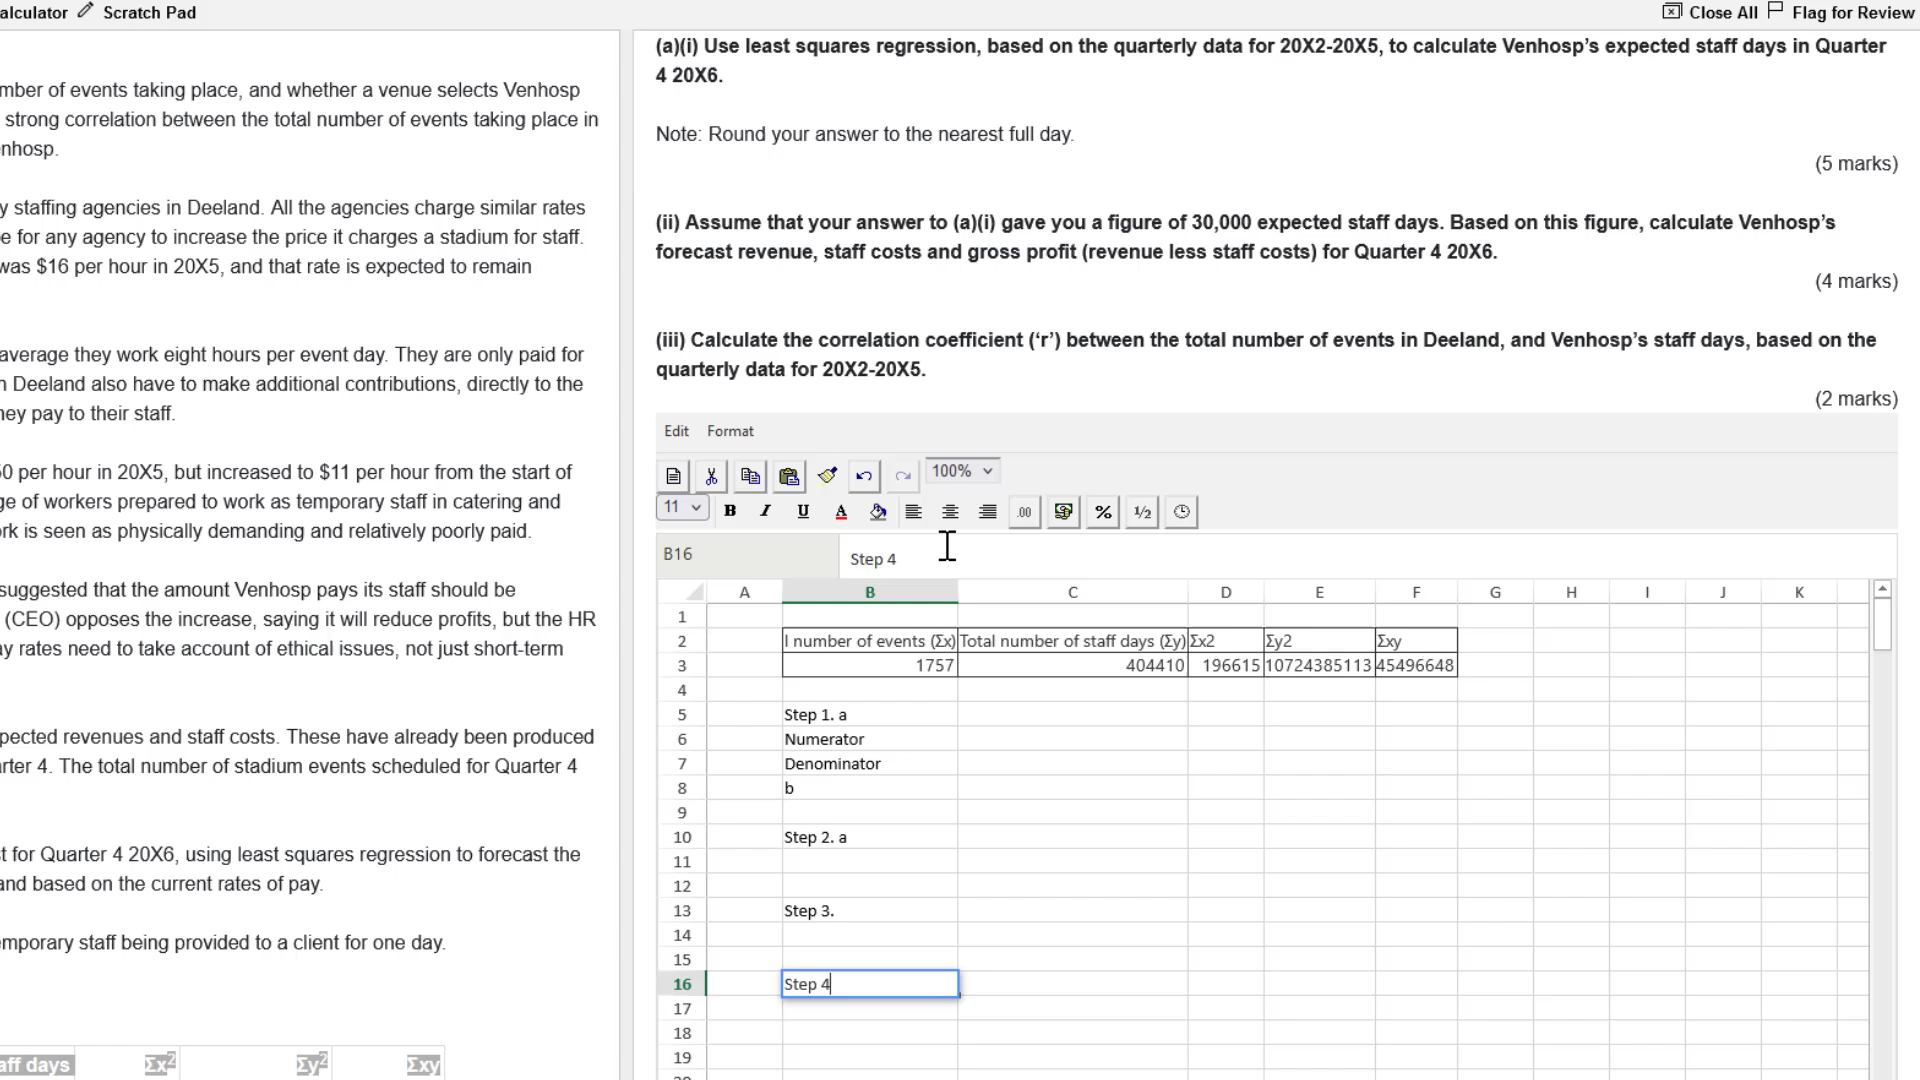 alculator Scratch Pad
Close All Flag for Review
mber of events taking place, and whether a venue selects Venhosp
strong correlation between the total number of events taking place in
enhosp.
y staffing agencies in Deeland. All the agencies charge similar rates
e for any agency to increase the price it charges a stadium for staff.
was $16 per hour in 20X5, and that rate is expected to remain
average they work eight hours per event day. They are only paid for
n Deeland also have to make additional contributions, directly to the
hey pay to their staff.
50 per hour in 20X5, but increased to $11 per hour from the start of
ge of workers prepared to work as temporary staff in catering and
rk is seen as physically demanding and relatively poorly paid.
suggested that the amount Venhosp pays its staff should be
(CEO) opposes the increase, saying it will reduce profits, but the HR
ay rates need to take account of ethical issues, not just short-term
pected revenues and staff costs. These have already been produced
arter 4. The total number of stadium events scheduled for Quarter 4
t for Quarter 4 20X6, using least squares regression to forecast the
and based on the current rates of pay.
emporary staff being provided to a client for one day.
aff days Σx² Σy² Σxy
(a)(i) Use least squares regression, based on the quarterly data for 20X2-20X5, to calculate Venhosp's expected staff days in Quarter
4 20X6.
Note: Round your answer to the nearest full day.
(5 marks)
(ii) Assume that your answer to (a)(i) gave you a figure of 30,000 expected staff days. Based on this figure, calculate Venhosp's
forecast revenue, staff costs and gross profit (revenue less staff costs) for Quarter 4 20X6.
(4 marks)
(iii) Calculate the correlation coefficient ('r') between the total number of events in Deeland, and Venhosp's staff days, based on the
quarterly data for 20X2-20X5.
(2 marks)
Edit Format
100%
11 B I U A .00 % 1/2
B16 Step 4
A B C D E F G H I J K
1
2 l number of events (Σx) Total number of staff days (Σy) Σx2 Σy2 Σxy
3 1757 404410 196615 10724385113 45496648
4
5 Step 1. a
6 Numerator
7 Denominator
8 b
9
10 Step 2. a
11
12
13 Step 3.
14
15
16 Step 4
17
18
19